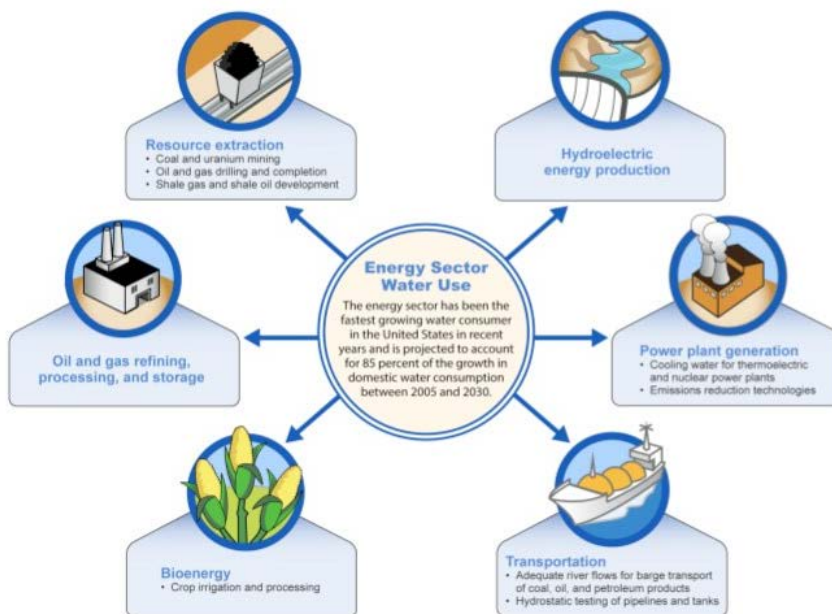 Resource extraction
• Coal and uranium mining
• Oil and gas drilling and completion
• Shale gas and shale oil development
Hydroelectric
energy production
Energy Sector
Water Use
The energy sector has been the
fastest growing water consumer
in the United States in recent
years and is projected to account
for 85 percent of the growth in
domestic water consumption
between 2005 and 2030.
Oil and gas refining,
processing, and storage
Power plant generation
• Cooling water for thermoelectric
and nuclear power plants
• Emissions reduction technologies
Bioenergy
• Crop irrigation and processing
Transportation
• Adequate river flows for barge transport
of coal, oil, and petroleum products
• Hydrostatic testing of pipelines and tanks